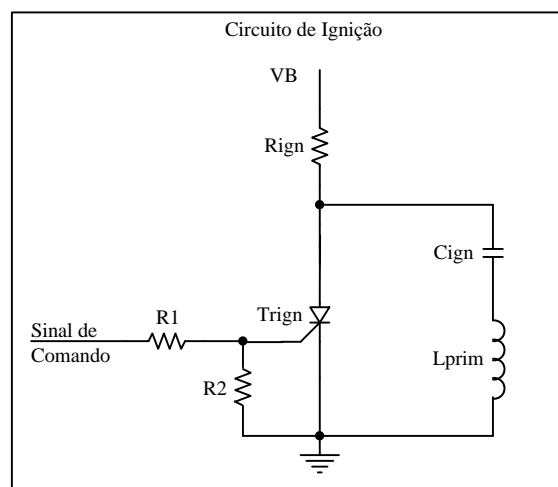 Circuito de Ignição
VB
Rign
Cign
R1
Trign
Sinal de
Comando
Lprim
R2